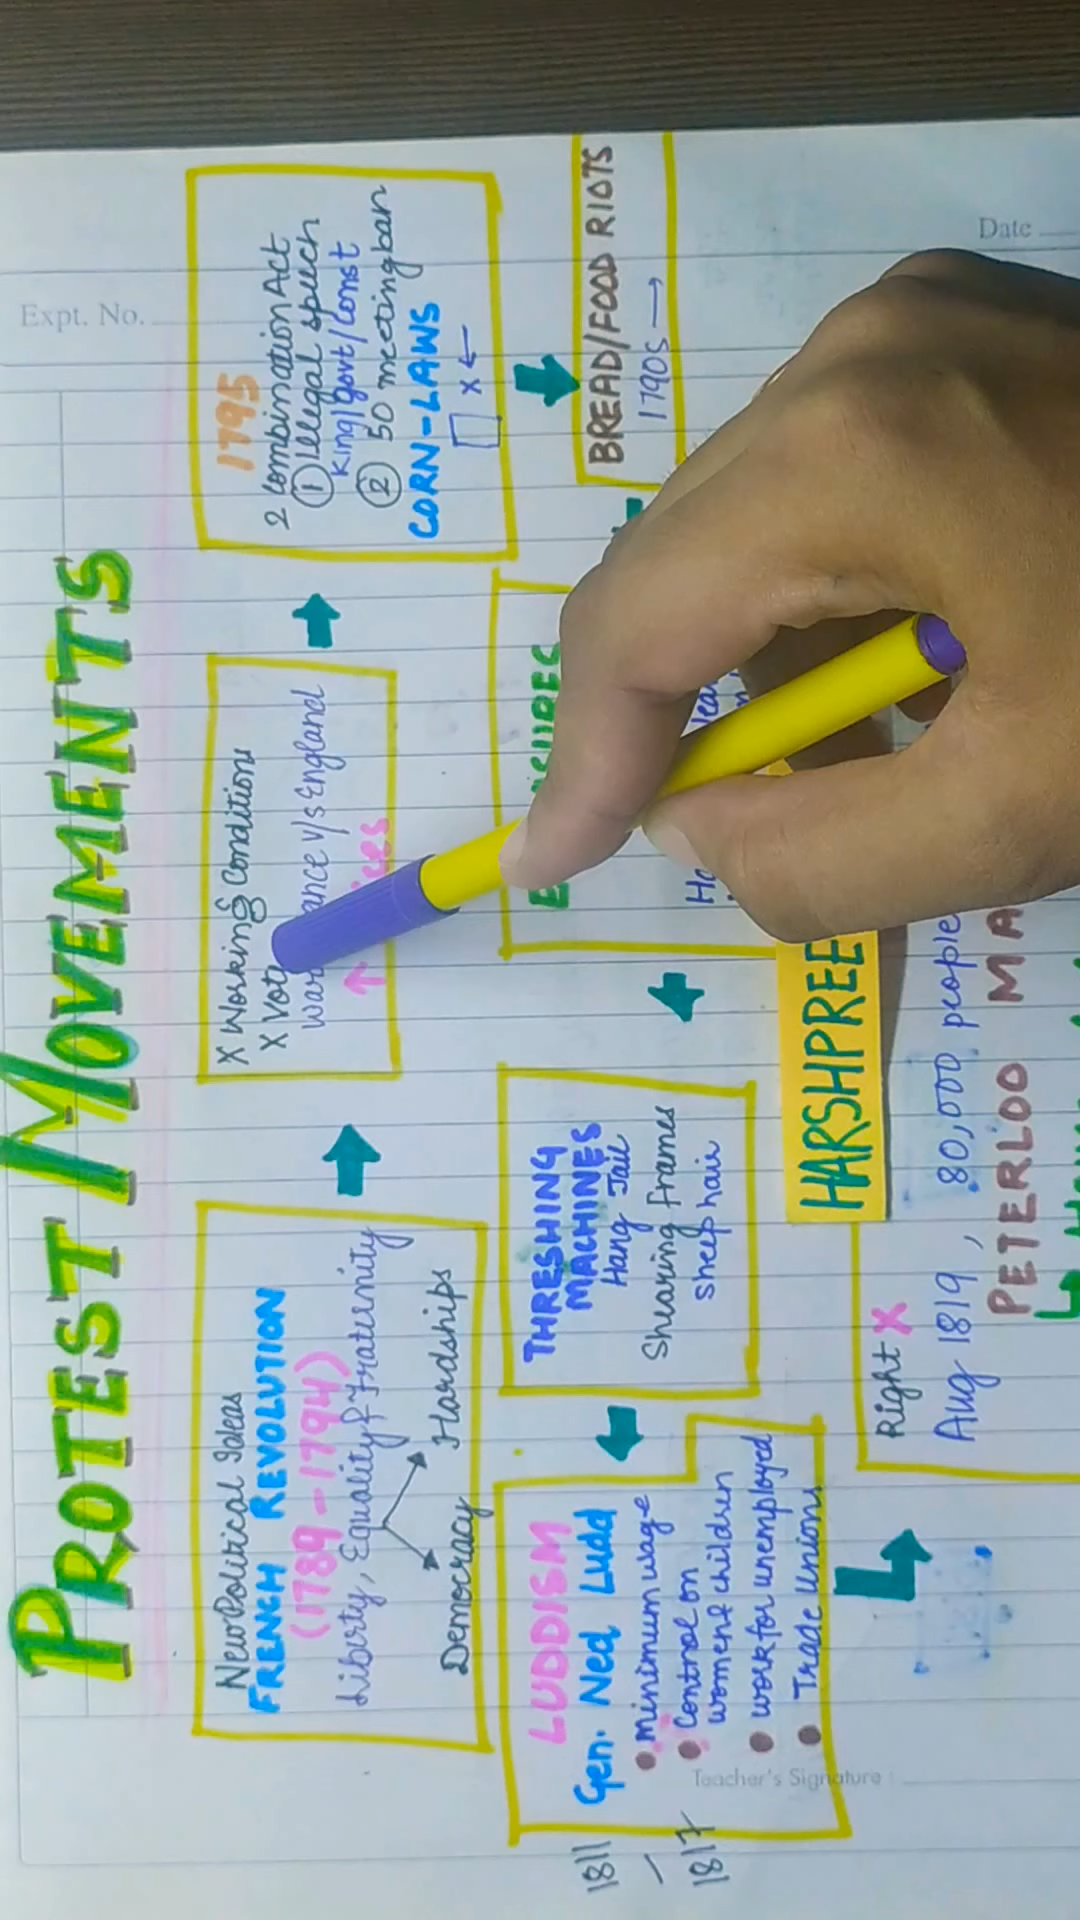 Expt. No.
Date
PROTEST MOVEMENTS
New Political Ideas
FRENCH REVOLUTION
(1789-1794)
Liberty, Equality & Fraternity
Democracy
Hardships
X Working Conditions
X Vote
War
ance v/s England
↑
ices
1795
2 Combination Act
① Illegal speech
King/govt/Const
② 50 meeting ban
CORN-LAWS
X ←
BREAD/FOOD RIOTS
1790s →
THRESHING
MACHINES
Hang Jail
Shearing Frames
sheep hair
1811
-
1817
LUDDISM
Gen. Ned Ludd
• Minimum wage
• Control on
women & children
• work for unemployed
• Trade Unions
Teacher's Signature :
HARSHPREE
Right X
Aug 1819, 80,000 people
PETERLOO MA